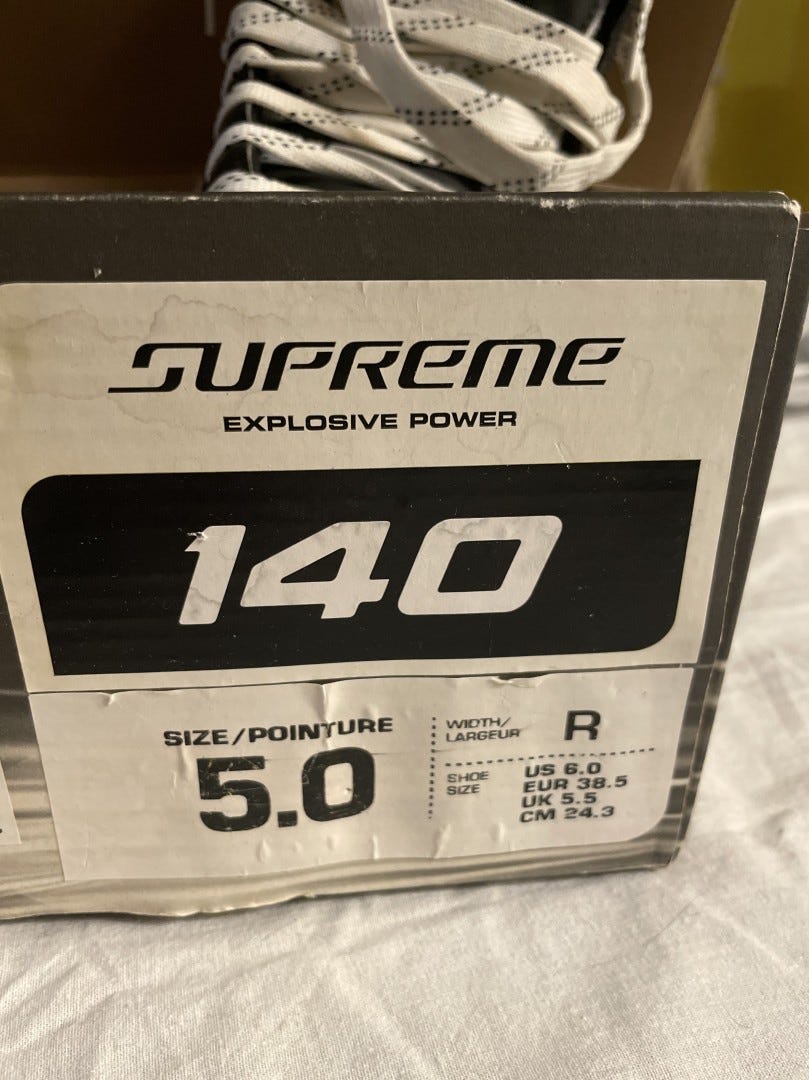 SUPREME
EXPLOSIVE POWER
140
SIZE/POINTURE
5.0
WIDTH/
LARGEUR
R
SHOE
SIZE
US 6.0
EUR 38.5
UK 5.5
CM 24.3